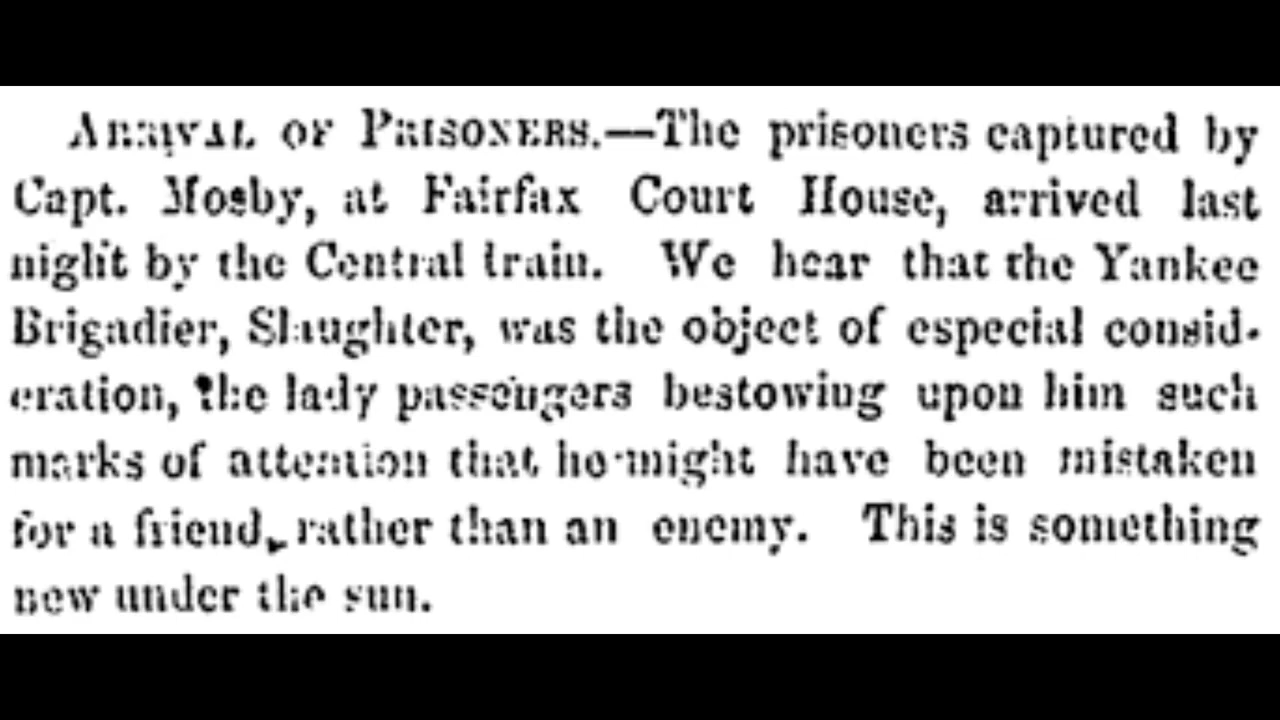 ARRIVAL OF PRISONERS.—The prisoners captured by
Capt. Mosby, at Fairfax Court House, arrived last
night by the Central train. We hear that the Yankee
Brigadier, Slaughter, was the object of especial consid-
eration, the lady passengers bestowing upon him such
marks of attention that he might have been mistaken
for a friend, rather than an enemy. This is something
new under the sun.